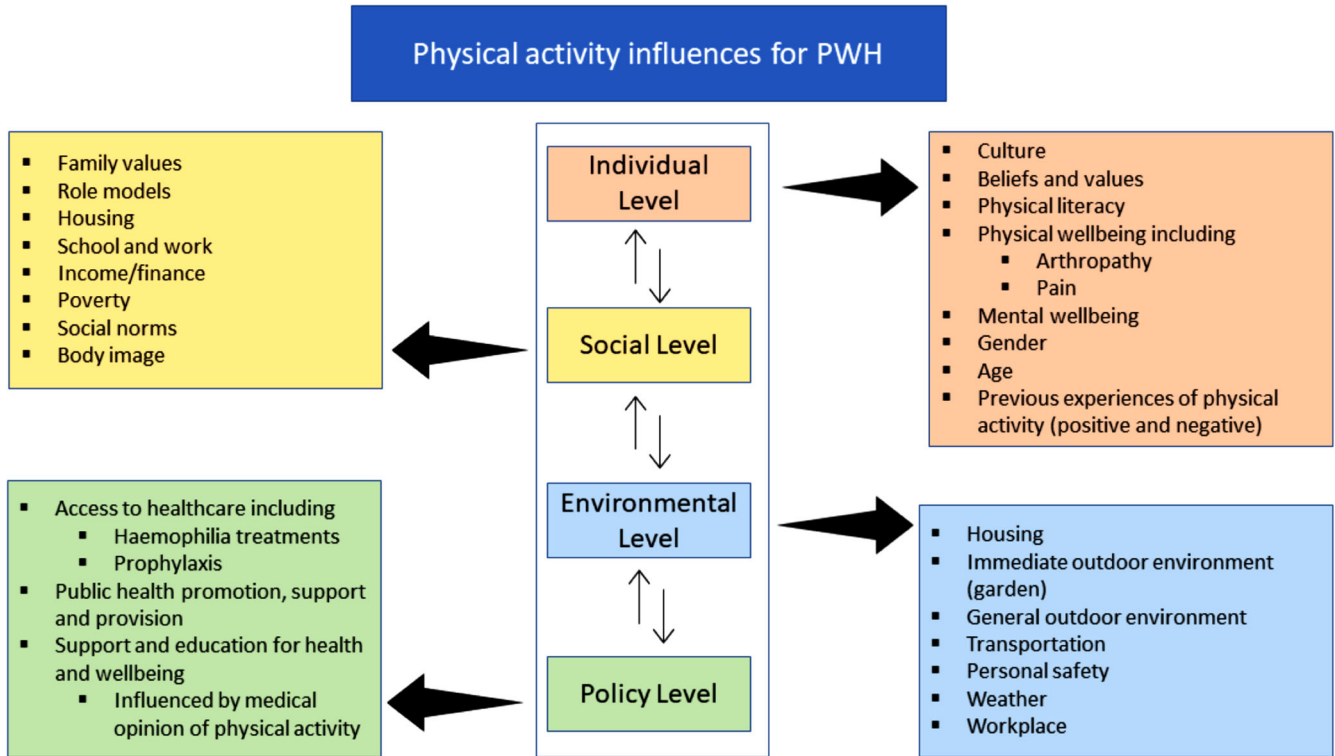 Physical activity influences for PWH
▪ Family values
▪ Role models
▪ Housing
▪ School and work
▪ Income/finance
▪ Poverty
▪ Social norms
▪ Body image
Individual
Level
Social Level
Environmental
Level
Policy Level
▪ Culture
▪ Beliefs and values
▪ Physical literacy
▪ Physical wellbeing including
▪ Arthropathy
▪ Pain
▪ Mental wellbeing
▪ Gender
▪ Age
▪ Previous experiences of physical
activity (positive and negative)
▪ Access to healthcare including
▪ Haemophilia treatments
▪ Prophylaxis
▪ Public health promotion, support
and provision
▪ Support and education for health
and wellbeing
▪ Influenced by medical
opinion of physical activity
▪ Housing
▪ Immediate outdoor environment
(garden)
▪ General outdoor environment
▪ Transportation
▪ Personal safety
▪ Weather
▪ Workplace